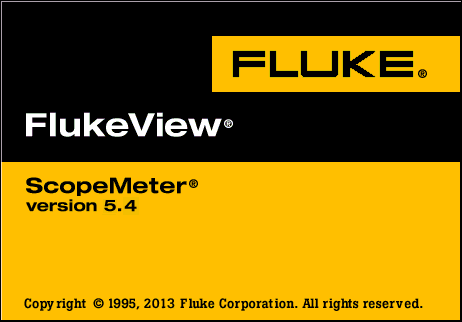 FLUKE®
FlukeView®
ScopeMeter®
version 5.4
Copyright © 1995, 2013 Fluke Corporation. All rights reserved.